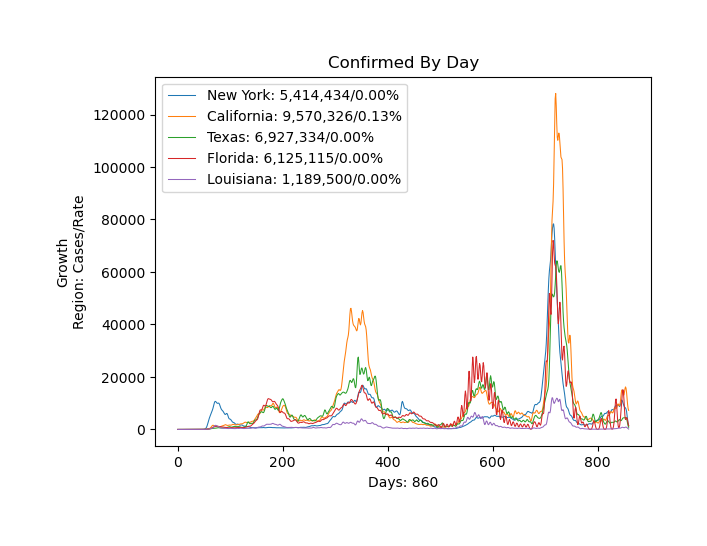 Confirmed By Day
New York: 5,414,434/0.00%
California: 9,570,326/0.13%
Texas: 6,927,334/0.00%
Florida: 6,125,115/0.00%
Louisiana: 1,189,500/0.00%
Growth
Region: Cases/Rate
120000
100000
80000
60000
40000
20000
0
0 200 400 600 800
Days: 860